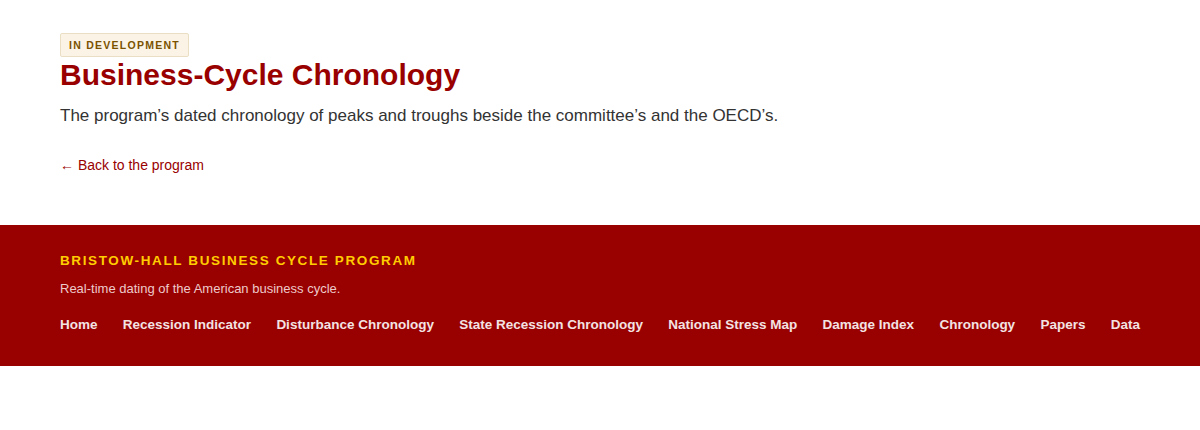 IN DEVELOPMENT
Business-Cycle Chronology
The program’s dated chronology of peaks and troughs beside the committee’s and the OECD’s.
← Back to the program
BRISTOW-HALL BUSINESS CYCLE PROGRAM
Real-time dating of the American business cycle.
Home Recession Indicator Disturbance Chronology State Recession Chronology National Stress Map Damage Index Chronology Papers Data